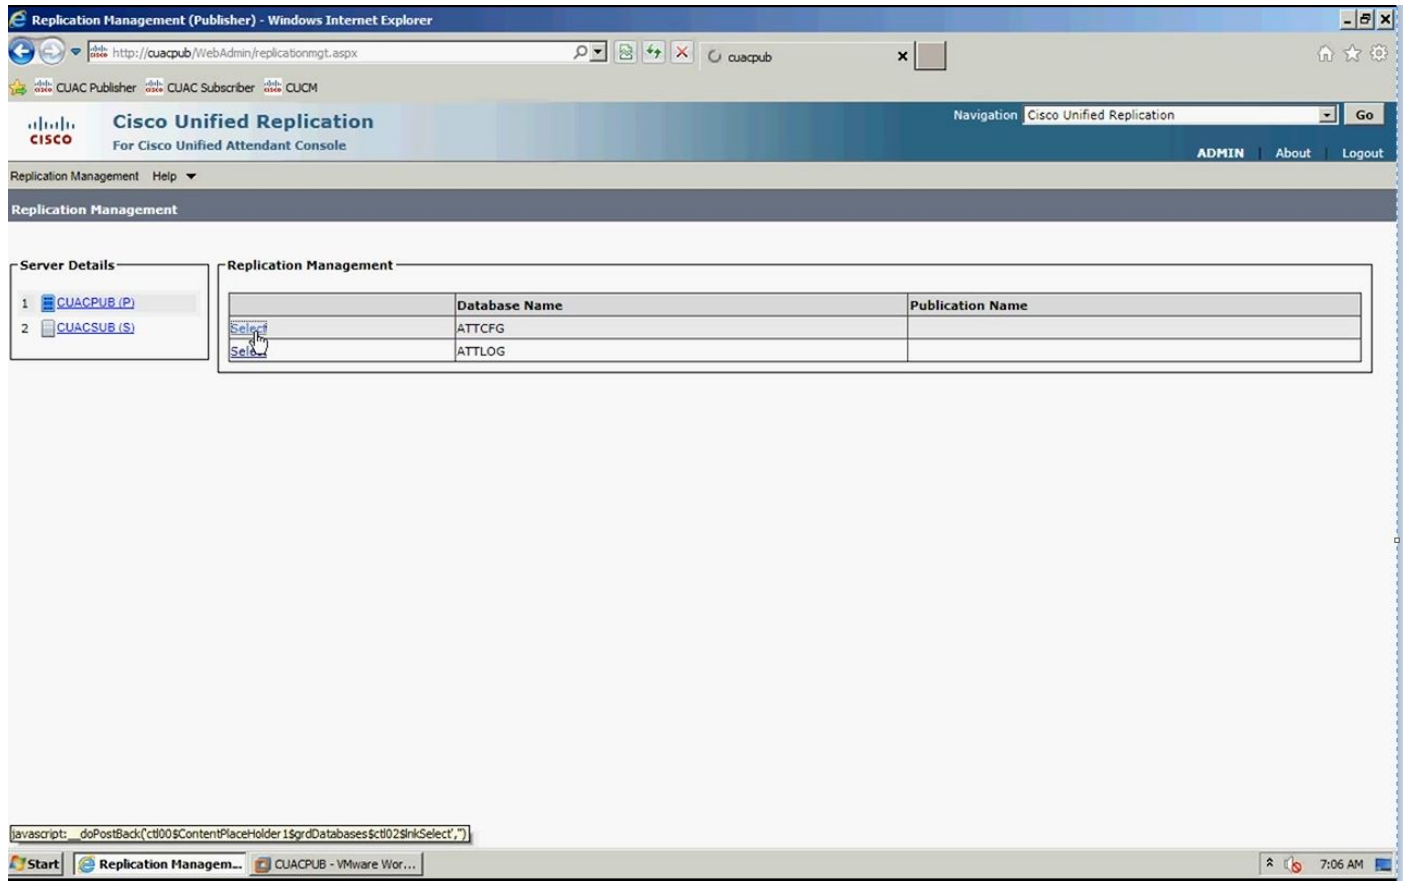 Replication Management (Publisher) - Windows Internet Explorer
http://cuacpub/WebAdmin/replicationmgt.aspx
cuacpub
CUAC Publisher CUAC Subscriber CUCM
CISCO
Cisco Unified Replication
For Cisco Unified Attendant Console
Navigation Cisco Unified Replication Go
ADMIN About Logout
Replication Management Help
Replication Management
Server Details
1 CUACPUB (P)
2 CUACSUB (S)
Replication Management
Database Name Publication Name
Select ATTCFG
Select ATTLOG
javascript:__doPostBack('ctl00$ContentPlaceHolder1$grdDatabases$ctl02$lnkSelect','')
Start Replication Managem... CUACPUB - VMware Wor... 7:06 AM